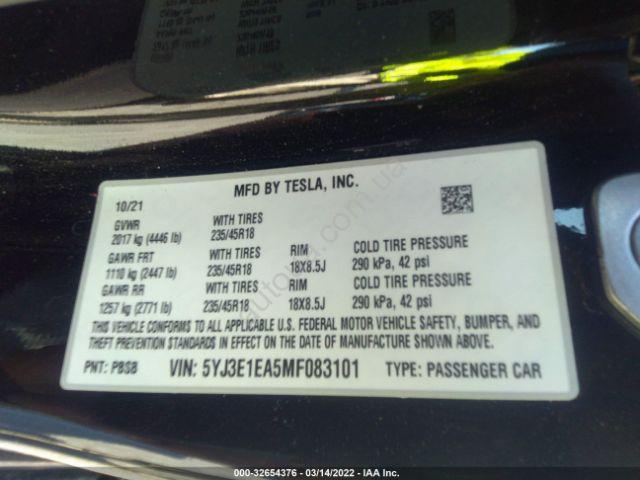 MFD BY TESLA, INC.
10/21
GVWR WITH TIRES
2017 kg (4446 lb) 235/45R18
GAWR FRT WITH TIRES RIM COLD TIRE PRESSURE
1110 kg (2447 lb) 235/45R18 18X8.5J 290 kPa, 42 psi
GAWR RR WITH TIRES RIM COLD TIRE PRESSURE
1257 kg (2771 lb) 235/45R18 18X8.5J 290 kPa, 42 psi
THIS VEHICLE CONFORMS TO ALL APPLICABLE U.S. FEDERAL MOTOR VEHICLE SAFETY, BUMPER, AND
THEFT PREVENTION STANDARDS IN EFFECT ON THE DATE OF MANUFACTURE SHOWN ABOVE.
PNT: PBSB VIN: 5YJ3E1EA5MF083101 TYPE: PASSENGER CAR
000-32654376 - 03/14/2022 - IAA Inc.